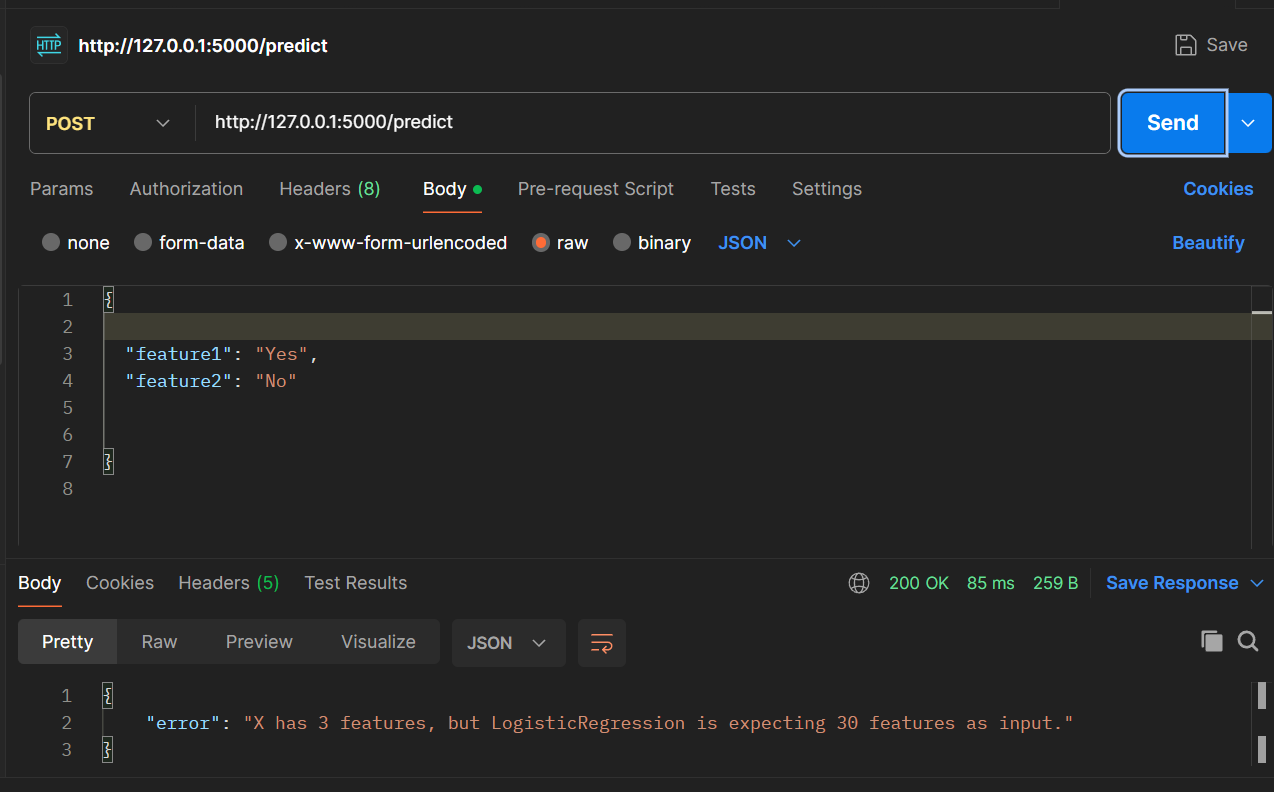 HTTP http://127.0.0.1:5000/predict Save
POST http://127.0.0.1:5000/predict Send
Params Authorization Headers (8) Body Pre-request Script Tests Settings Cookies
none form-data x-www-form-urlencoded raw binary JSON Beautify
1 {
2
3 "feature1": "Yes",
4 "feature2": "No"
5
6
7 }
8
Body Cookies Headers (5) Test Results 200 OK 85 ms 259 B Save Response
Pretty Raw Preview Visualize JSON
1 {
2 "error": "X has 3 features, but LogisticRegression is expecting 30 features as input."
3 }